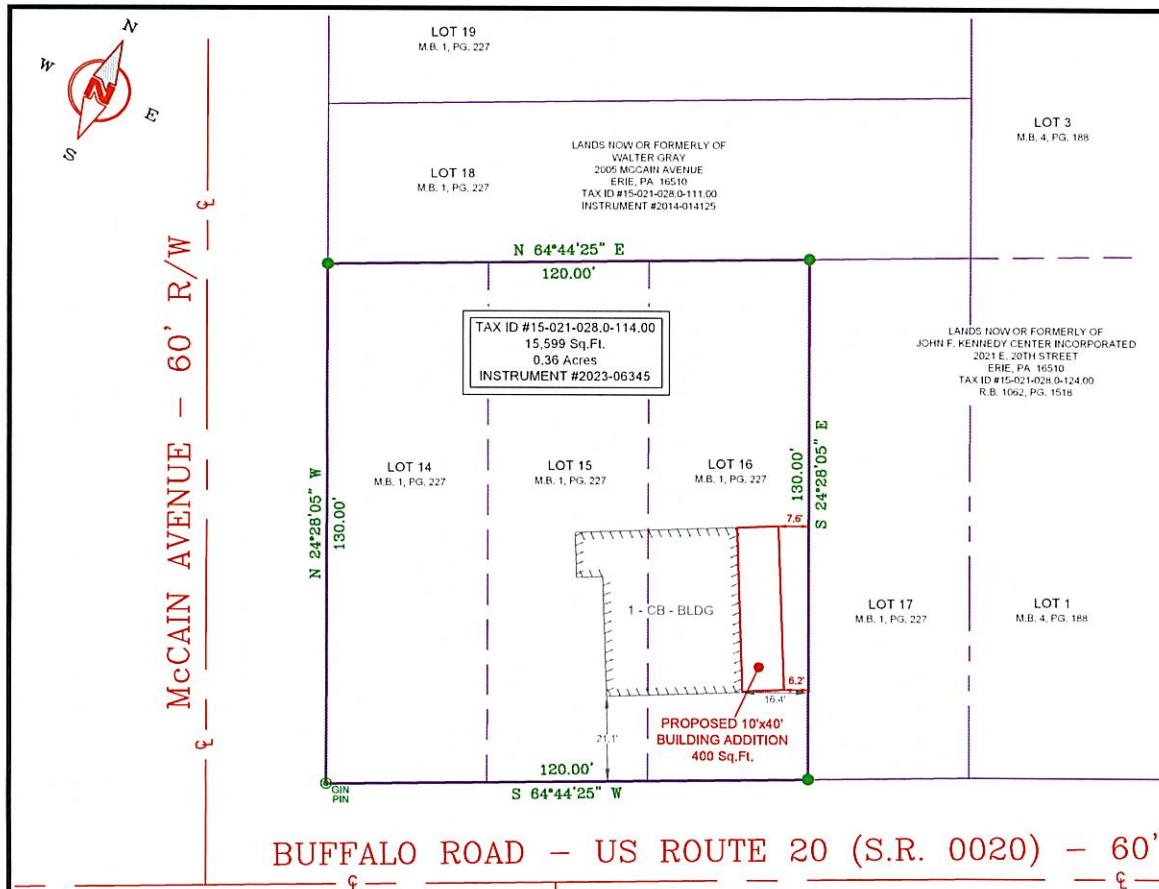 N
W
E
S
LOT 19
M.B. 1, PG. 227
LOT 3
M.B. 4, PG. 188
LOT 18
M.B. 1, PG. 227
LANDS NOW OR FORMERLY OF
WALTER GRAY
2005 MCCAIN AVENUE
ERIE, PA 16510
TAX ID #15-021-028.0-111.00
INSTRUMENT #2014-014125
McCAIN AVENUE - 60' R/W
N 64°44'25" E
120.00'
TAX ID #15-021-028.0-114.00
15,599 Sq.Ft.
0.36 Acres
INSTRUMENT #2023-06345
LANDS NOW OR FORMERLY OF
JOHN F. KENNEDY CENTER INCORPORATED
2021 E. 20TH STREET
ERIE, PA 16510
TAX ID #15-021-028.0-124.00
R.B. 1062, PG. 1518
N 24°28'05" W
130.00'
LOT 14
M.B. 1, PG. 227
LOT 15
M.B. 1, PG. 227
LOT 16
M.B. 1, PG. 227
130.00'
S 24°28'05" E
7.6'
1 - CB - BLDG
LOT 17
M.B. 1, PG. 227
LOT 1
M.B. 4, PG. 188
6.2'
16.4'
PROPOSED 10'x40'
BUILDING ADDITION
400 Sq.Ft.
21.1'
GIN
PIN
120.00'
S 64°44'25" W
BUFFALO ROAD - US ROUTE 20 (S.R. 0020) - 60'